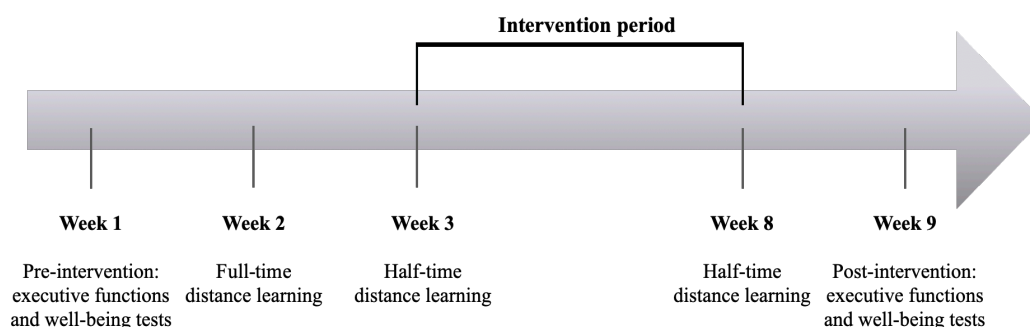 Intervention period
Week 1
Week 2
Week 3
Week 8
Week 9
Pre-intervention:
executive functions
and well-being tests
Full-time
distance learning
Half-time
distance learning
Half-time
distance learning
Post-intervention:
executive functions
and well-being tests